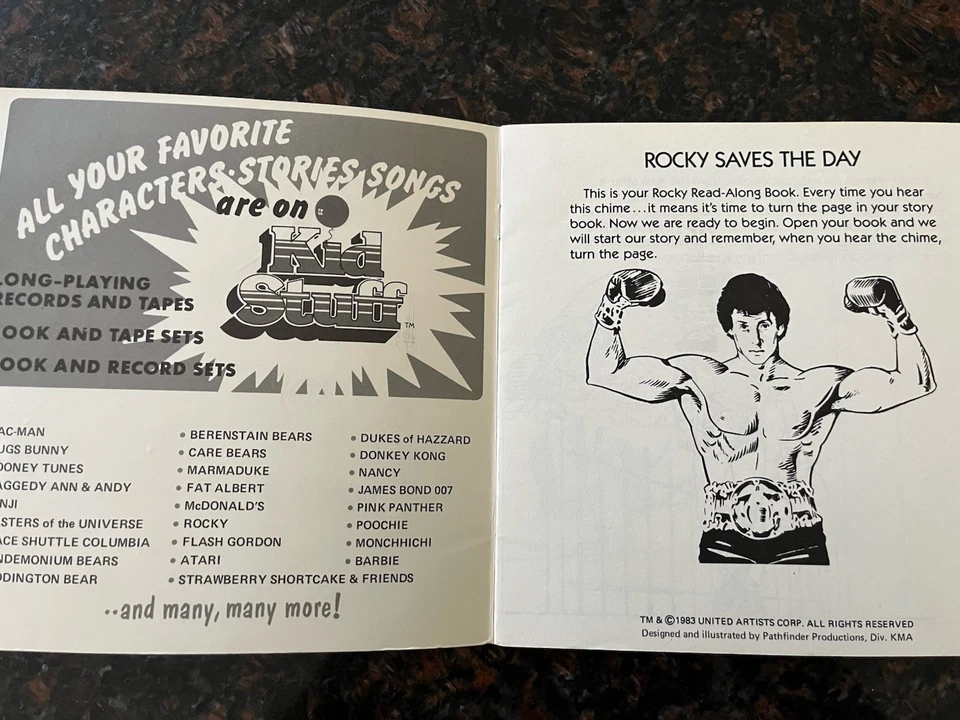 ALL YOUR FAVORITE
CHARACTERS•STORIES•SONGS
are on
Kid
Stuff
TM
LONG-PLAYING
RECORDS AND TAPES
OOK AND TAPE SETS
OOK AND RECORD SETS
AC-MAN
UGS BUNNY
OONEY TUNES
AGGEDY ANN & ANDY
NJI
STERS of the UNIVERSE
ACE SHUTTLE COLUMBIA
NDEMONIUM BEARS
DDINGTON BEAR
• BERENSTAIN BEARS
• CARE BEARS
• MARMADUKE
• FAT ALBERT
• McDONALD'S
• ROCKY
• FLASH GORDON
• ATARI
• STRAWBERRY SHORTCAKE & FRIENDS
• DUKES of HAZZARD
• DONKEY KONG
• NANCY
• JAMES BOND 007
• PINK PANTHER
• POOCHIE
• MONCHHICHI
• BARBIE
..and many, many more!
ROCKY SAVES THE DAY
This is your Rocky Read-Along Book. Every time you hear
this chime...it means it's time to turn the page in your story
book. Now we are ready to begin. Open your book and we
will start our story and remember, when you hear the chime,
turn the page.
TM & ©1983 UNITED ARTISTS CORP. ALL RIGHTS RESERVED
Designed and illustrated by Pathfinder Productions, Div. KMA